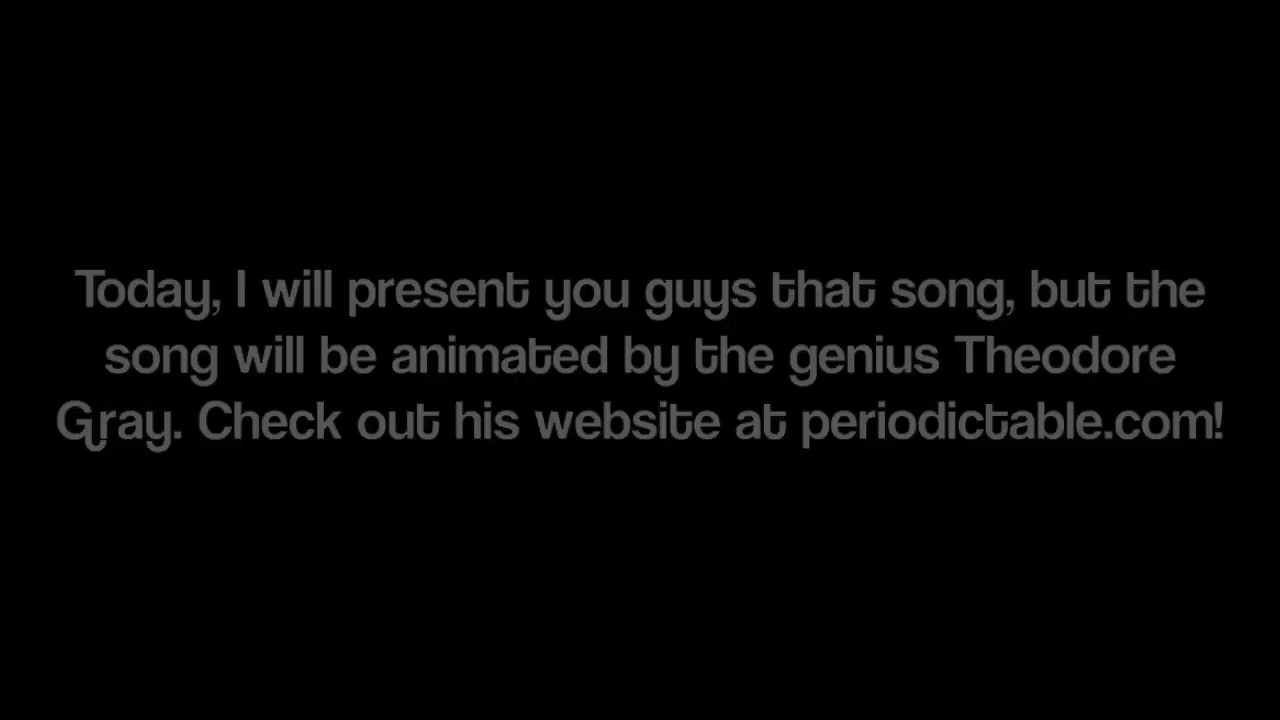 Today, I will present you guys that song, but the
song will be animated by the genius Theodore
Gray. Check out his website at periodictable.com!